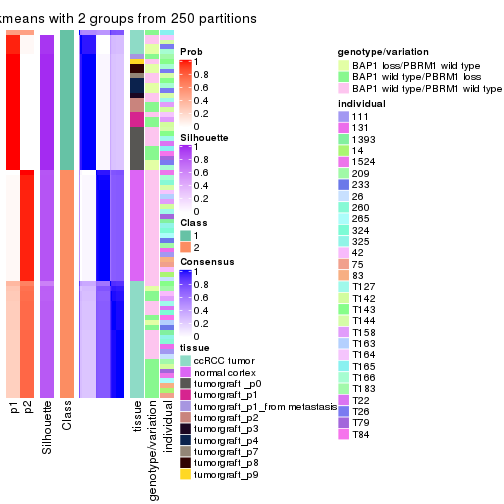 kmeans with 2 groups from 250 partitions
Prob
1
0.8
0.6
0.4
0.2
0
Silhouette
1
0.8
0.6
0.4
0.2
0
Class
1
2
Consensus
1
0.8
0.6
0.4
0.2
0
tissue
ccRCC tumor
normal cortex
tumorgraft_p0
tumorgraft_p1
tumorgraft_p1_from metastasis
tumorgraft_p2
tumorgraft_p3
tumorgraft_p4
tumorgraft_p7
tumorgraft_p8
tumorgraft_p9
genotype/variation
BAP1 loss/PBRM1 wild type
BAP1 wild type/PBRM1 loss
BAP1 wild type/PBRM1 wild type
individual
111
131
1393
14
1524
209
233
26
260
265
324
325
42
75
83
T127
T142
T143
T144
T158
T163
T164
T165
T166
T183
T22
T26
T79
T84
p1
p2
Silhouette
Class
tissue
genotype/variation
individual